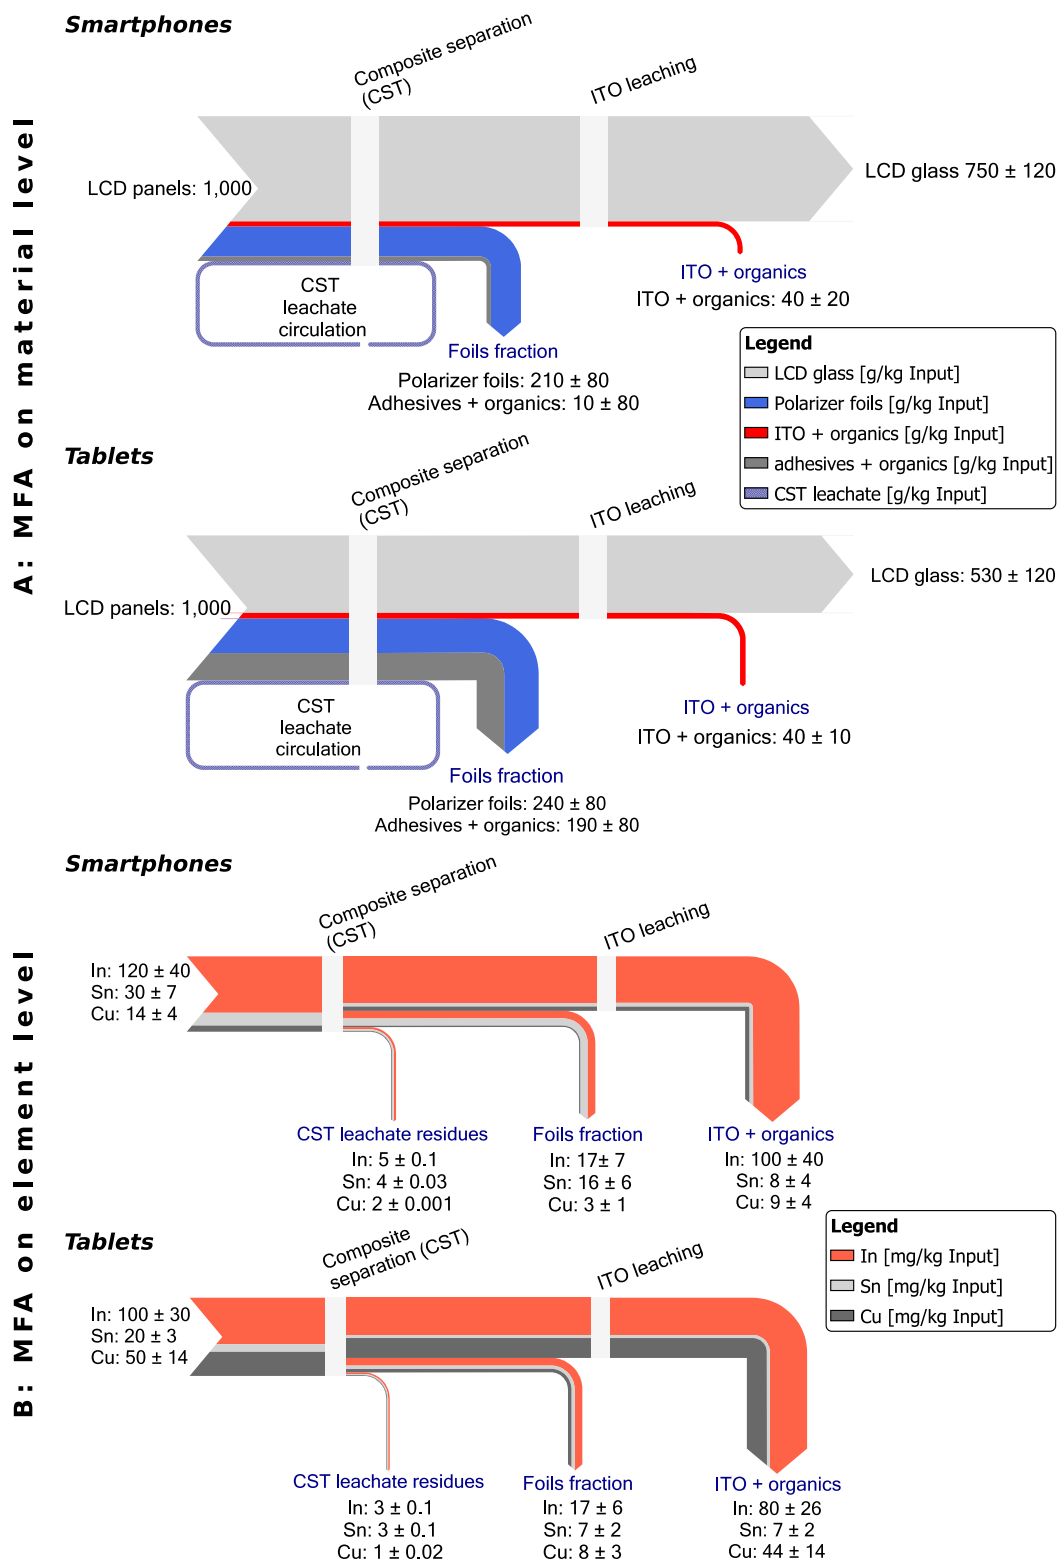 Smartphones
A: MFA on material level
Composite separation
(CST)
ITO leaching
LCD panels: 1,000
LCD glass 750 ± 120
CST
leachate
circulation
ITO + organics
ITO + organics: 40 ± 20
Foils fraction
Polarizer foils: 210 ± 80
Adhesives + organics: 10 ± 80
Legend
LCD glass [g/kg Input]
Polarizer foils [g/kg Input]
ITO + organics [g/kg Input]
adhesives + organics [g/kg Input]
CST leachate [g/kg Input]
Tablets
Composite separation
(CST)
ITO leaching
LCD panels: 1,000
LCD glass: 530 ± 120
CST
leachate
circulation
ITO + organics
ITO + organics: 40 ± 10
Foils fraction
Polarizer foils: 240 ± 80
Adhesives + organics: 190 ± 80
B: MFA on element level
Smartphones
Composite separation
(CST)
ITO leaching
In: 120 ± 40
Sn: 30 ± 7
Cu: 14 ± 4
CST leachate residues
In: 5 ± 0.1
Sn: 4 ± 0.03
Cu: 2 ± 0.001
Foils fraction
In: 17± 7
Sn: 16 ± 6
Cu: 3 ± 1
ITO + organics
In: 100 ± 40
Sn: 8 ± 4
Cu: 9 ± 4
Legend
In [mg/kg Input]
Sn [mg/kg Input]
Cu [mg/kg Input]
Tablets
Composite
separation (CST)
ITO leaching
In: 100 ± 30
Sn: 20 ± 3
Cu: 50 ± 14
CST leachate residues
In: 3 ± 0.1
Sn: 3 ± 0.1
Cu: 1 ± 0.02
Foils fraction
In: 17 ± 6
Sn: 7 ± 2
Cu: 8 ± 3
ITO + organics
In: 80 ± 26
Sn: 7 ± 2
Cu: 44 ± 14